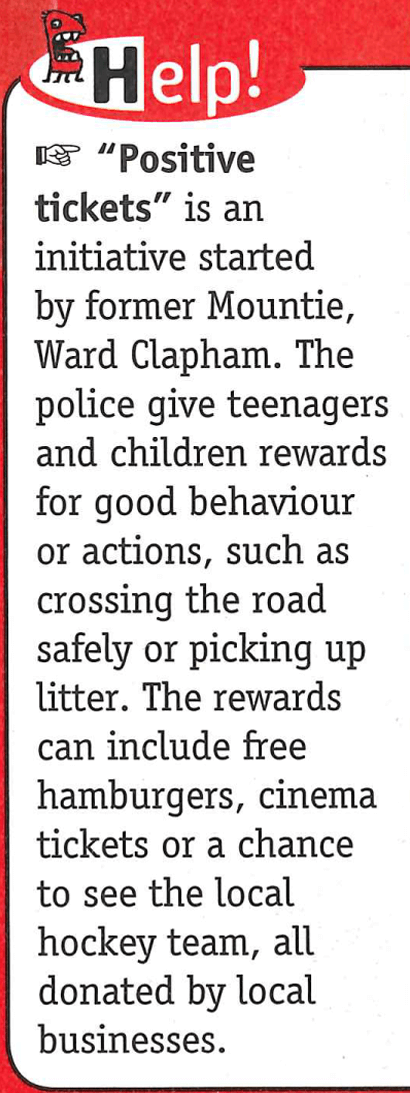 Help!
☞ “Positive
tickets” is an
initiative started
by former Mountie,
Ward Clapham. The
police give teenagers
and children rewards
for good behaviour
or actions, such as
crossing the road
safely or picking up
litter. The rewards
can include free
hamburgers, cinema
tickets or a chance
to see the local
hockey team, all
donated by local
businesses.